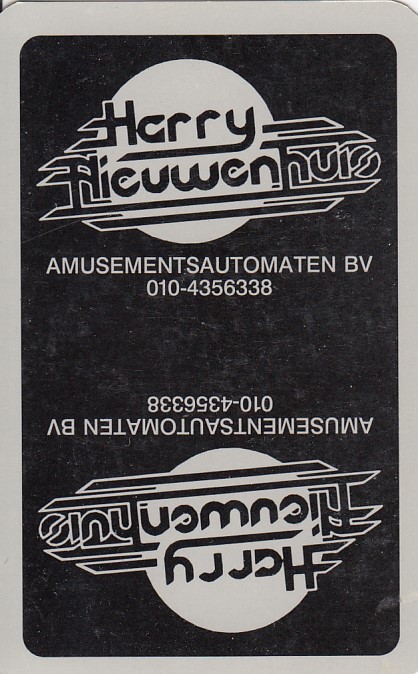 Harry
Nieuwenhuis
AMUSEMENTSAUTOMATEN BV
010-4356338
010-4356338
AMUSEMENTSAUTOMATEN BV
Nieuwenhuis
Harry